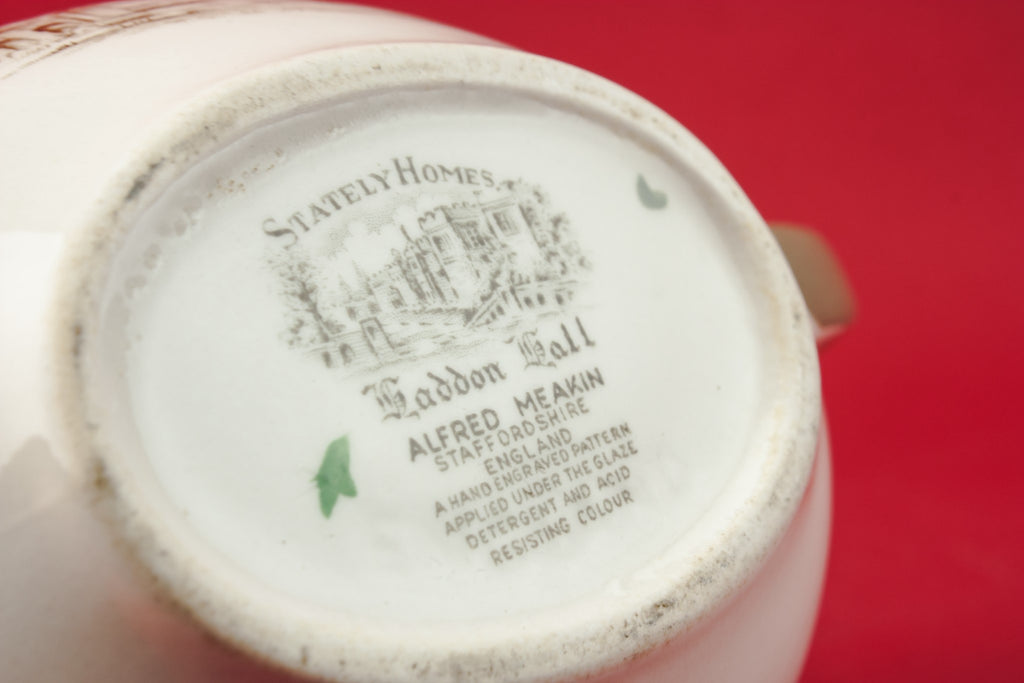 STATELY HOMES.
Haddon Hall
ALFRED MEAKIN
STAFFORDSHIRE
ENGLAND
A HAND ENGRAVED PATTERN
APPLIED UNDER THE GLAZE
DETERGENT AND ACID
RESISTING COLOUR